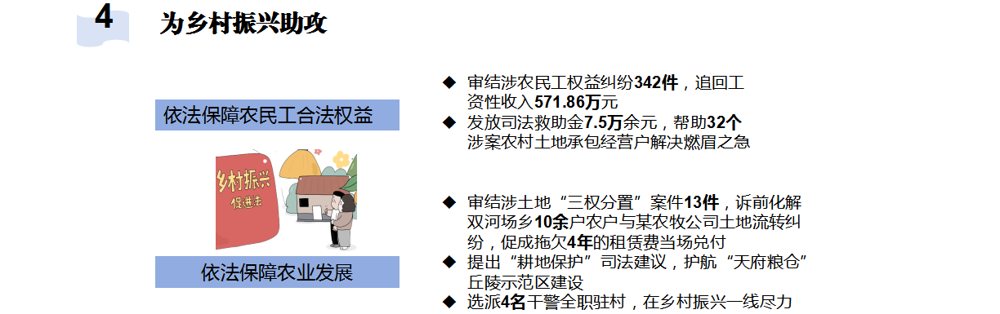 4
为乡村振兴助攻
依法保障农民工合法权益
◆ 审结涉农民工权益纠纷342件，追回工
资性收入571.86万元
◆ 发放司法救助金7.5万余元，帮助32个
涉案农村土地承包经营户解决燃眉之急
乡村振兴
促进法
依法保障农业发展
◆ 审结涉土地“三权分置”案件13件，诉前化解
双河场乡10余户农户与某农牧公司土地流转纠
纷，促成拖欠4年的租赁费当场兑付
◆ 提出“耕地保护”司法建议，护航“天府粮仓”
丘陵示范区建设
◆ 选派4名干警全职驻村，在乡村振兴一线尽力